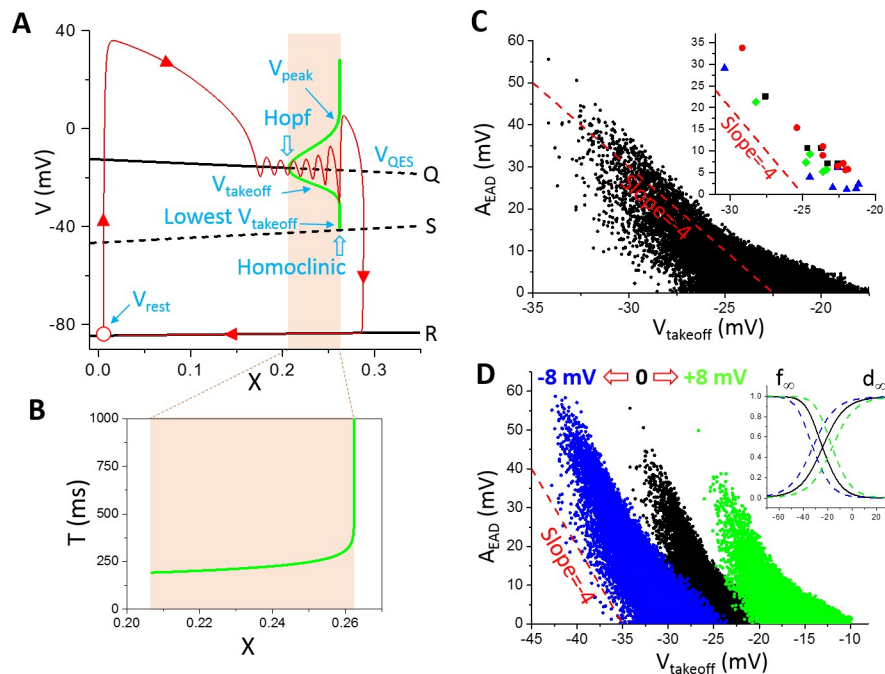 A
V (mV)
40
0
-40
-80
V_peak
Hopf
V_QES
Q
V_takeoff
Lowest V_takeoff
S
Homoclinic
V_rest
R
0.0 0.1 0.2 0.3
X
B
T (ms)
1000
750
500
250
0
0.20 0.22 0.24 0.26
X
C
A_EAD (mV)
60
50
40
30
20
10
0
Slope=-4
-35 -30 -25 -20
V_takeoff (mV)
35
30
25
20
15
10
5
0
Slope=-4
-30 -25 -20
D
-8 mV 0 +8 mV
A_EAD (mV)
60
50
40
30
20
10
0
Slope=-4
-45 -40 -35 -30 -25 -20 -15 -10
V_takeoff (mV)
f_∞ d_∞
1.0
0.8
0.6
0.4
0.2
0.0
-60 -40 -20 0 20